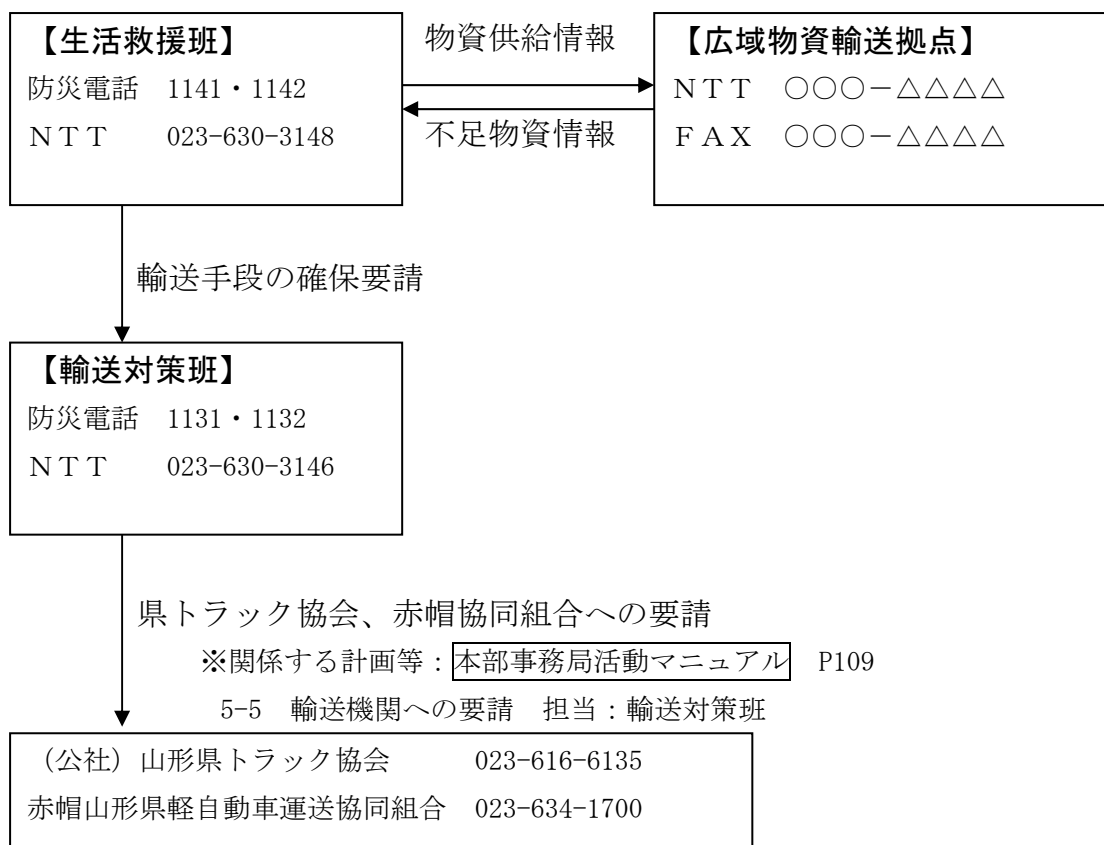 【生活救援班】
防災電話　1141・1142
ＮＴＴ　　023-630-3148
物資供給情報
不足物資情報
【広域物資輸送拠点】
ＮＴＴ　○○○－△△△△
ＦＡＸ　○○○－△△△△
輸送手段の確保要請
【輸送対策班】
防災電話　1131・1132
ＮＴＴ　　023-630-3146
県トラック協会、赤帽協同組合への要請
※関係する計画等：本部事務局活動マニュアル　P109
5-5　輸送機関への要請　担当：輸送対策班
（公社）山形県トラック協会　　　023-616-6135
赤帽山形県軽自動車運送協同組合　023-634-1700